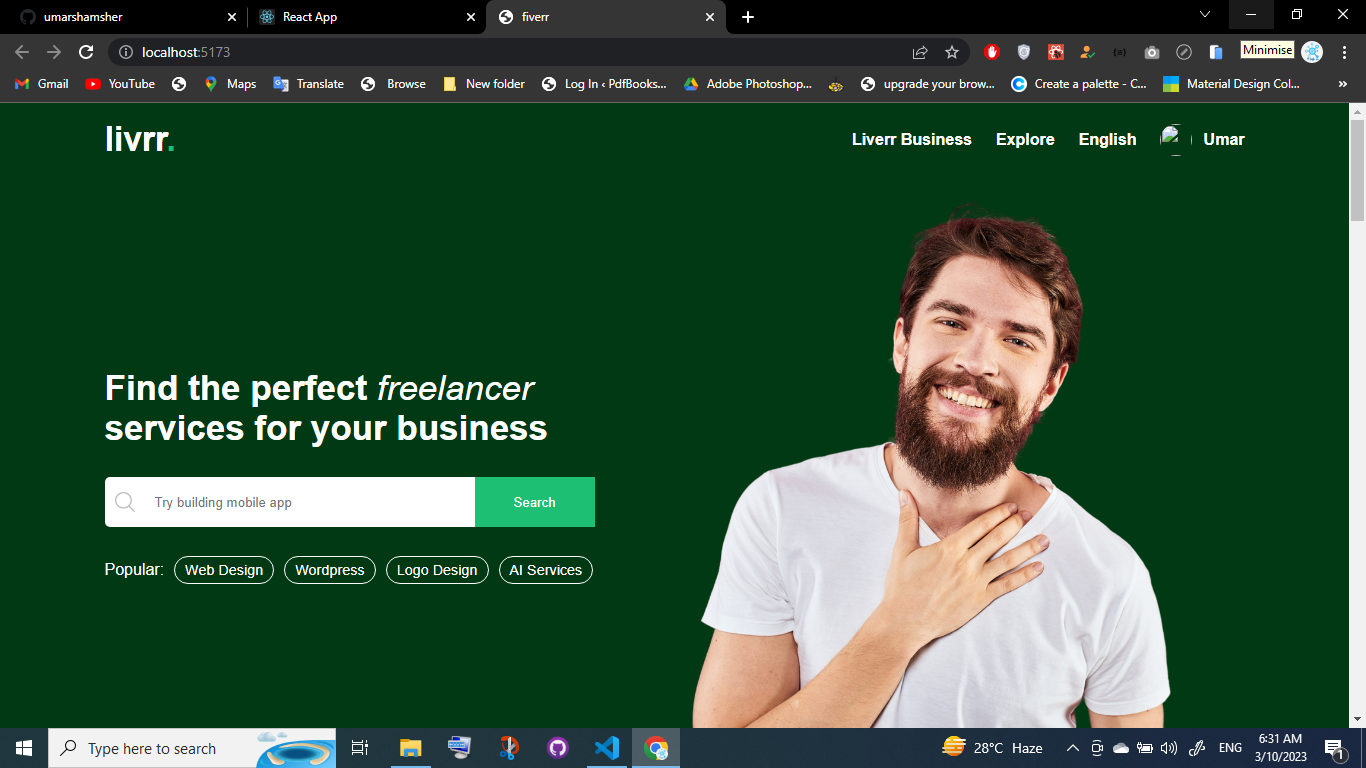 umarshamsher
React App
fiverr
localhost:5173
Minimise
Gmail
YouTube
Maps
Translate
Browse
New folder
Log In ‹ PdfBooks...
Adobe Photoshop...
upgrade your brow...
Create a palette - C...
Material Design Col...
»
livrr.
Liverr Business
Explore
English
Umar
Find the perfect freelancer
services for your business
Try building mobile app
Search
Popular:
Web Design
Wordpress
Logo Design
AI Services
Type here to search
28°C Haze
ENG
6:31 AM
3/10/2023
1